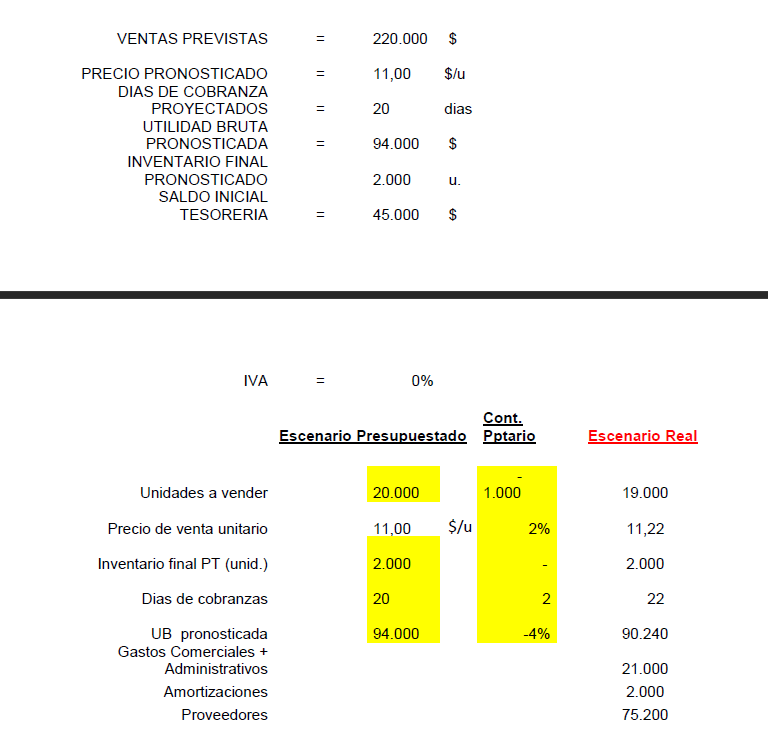 VENTAS PREVISTAS = 220.000 $
PRECIO PRONOSTICADO = 11,00 $/u
DIAS DE COBRANZA
PROYECTADOS = 20 dias
UTILIDAD BRUTA
PRONOSTICADA = 94.000 $
INVENTARIO FINAL
PRONOSTICADO 2.000 u.
SALDO INICIAL
TESORERIA = 45.000 $
IVA = 0%
Cont.
Escenario Presupuestado Pptario Escenario Real
-
Unidades a vender 20.000 1.000 19.000
Precio de venta unitario 11,00 $/u 2% 11,22
Inventario final PT (unid.) 2.000 - 2.000
Dias de cobranzas 20 2 22
UB pronosticada 94.000 -4% 90.240
Gastos Comerciales +
Administrativos 21.000
Amortizaciones 2.000
Proveedores 75.200